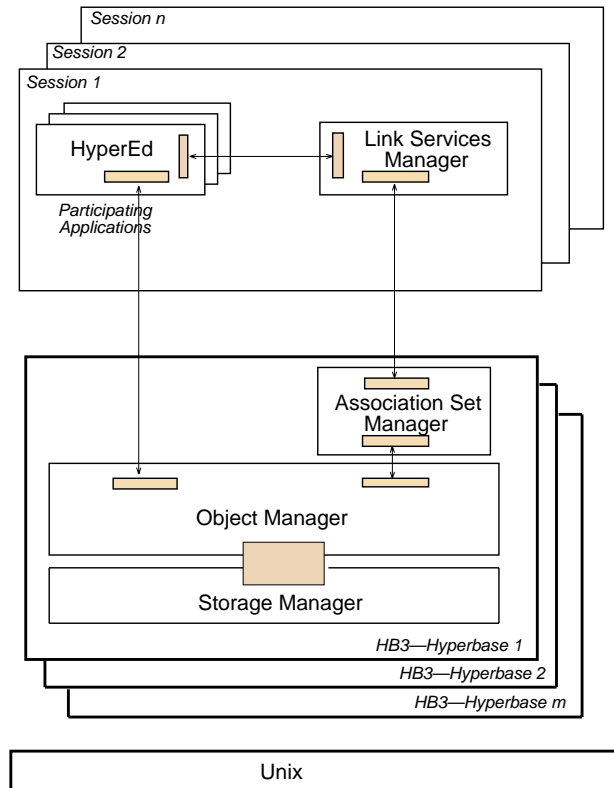 Session n
Session 2
Session 1
HyperEd
Link Services
Manager
Participating
Applications
Association Set
Manager
Object Manager
Storage Manager
HB3—Hyperbase 1
HB3—Hyperbase 2
HB3—Hyperbase m
Unix